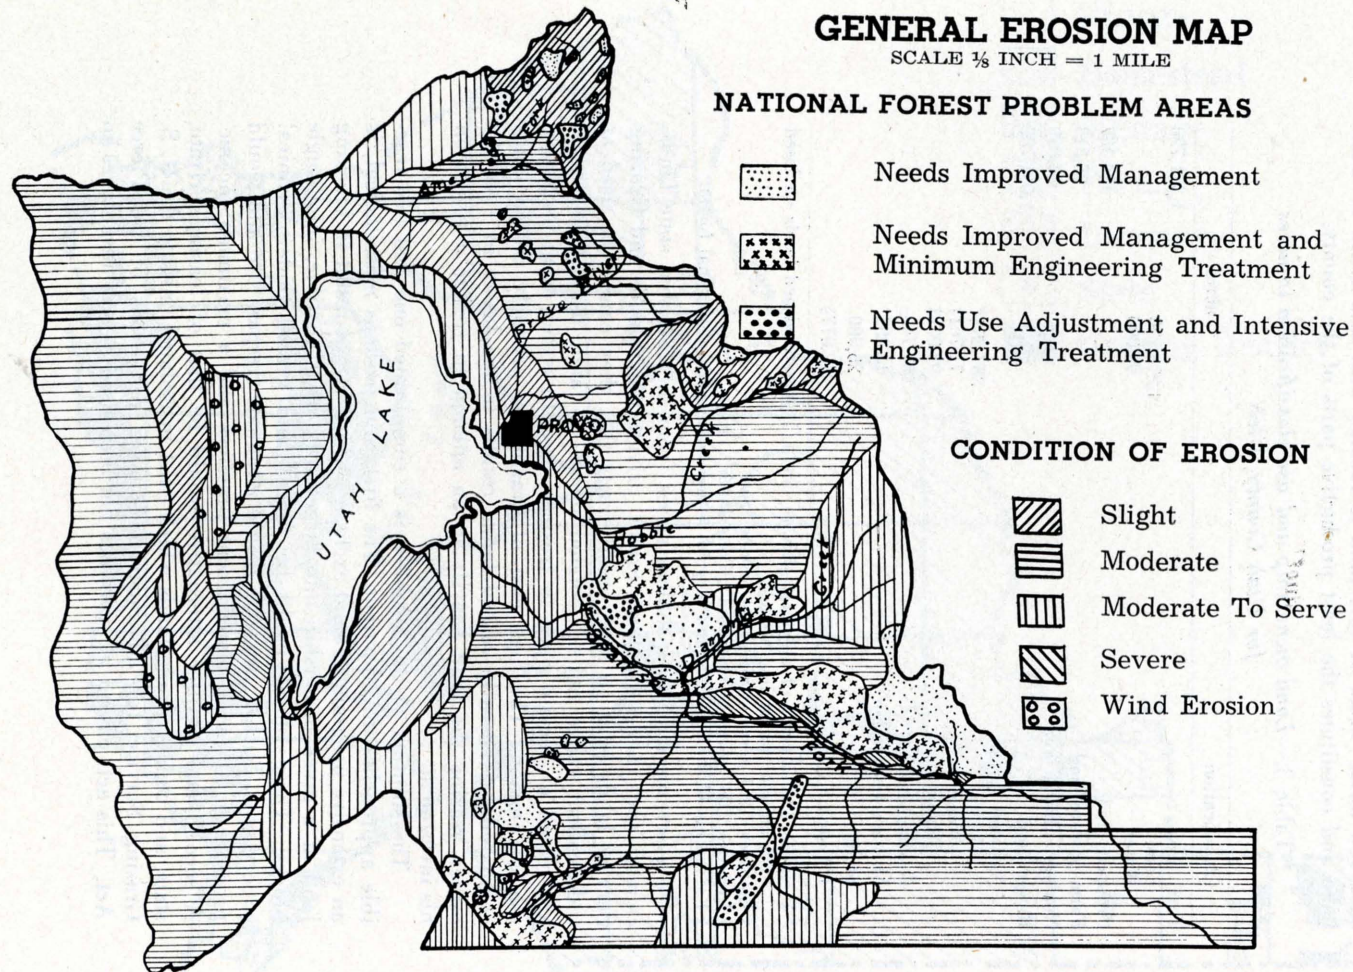 GENERAL EROSION MAP
SCALE ⅛ INCH = 1 MILE
NATIONAL FOREST PROBLEM AREAS
Needs Improved Management
Needs Improved Management and
Minimum Engineering Treatment
Needs Use Adjustment and Intensive
Engineering Treatment
CONDITION OF EROSION
Slight
Moderate
Moderate To Serve
Severe
Wind Erosion
American
Fork
Provo River
UTAH LAKE
PROVO
Creek
Hobble
Creek
Diamond
Spanish
Fork